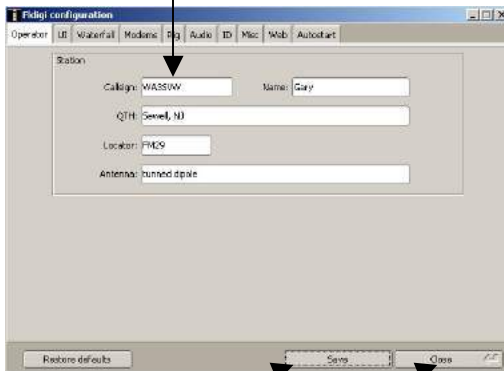 Fldigi configuration
Operator UI Waterfall Modems Rig Audio ID Misc Web Autostart
Station
Callsign: WA3SVW Name: Gary
QTH: Sewell, NJ
Locator: FM29
Antenna: tunned dipole
Restore defaults Save Close